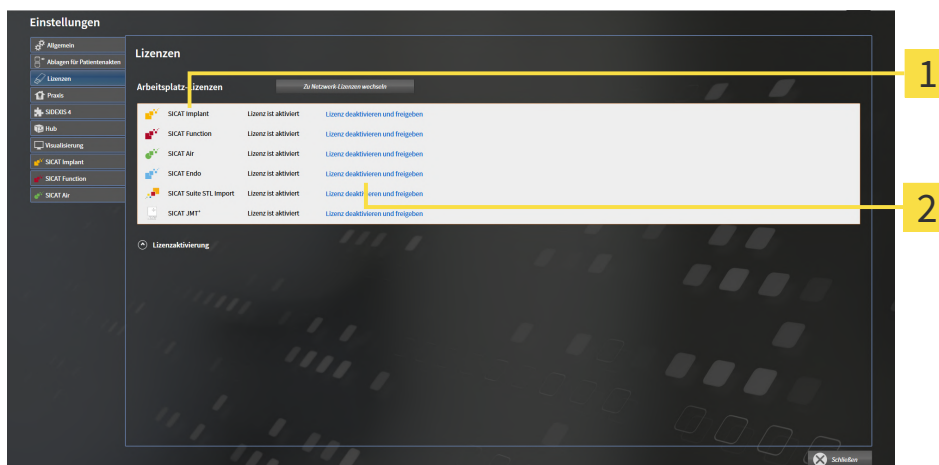 Einstellungen
Allgemein
Ablagen für Patientenakten
Lizenzen
Praxis
SIDEXIS 4
Hub
Visualisierung
SICAT Implant
SICAT Function
SICAT Air
Lizenzen
Arbeitsplatz-Lizenzen
Zu Netzwerk-Lizenzen wechseln
SICAT Implant Lizenz ist aktiviert Lizenz deaktivieren und freigeben
SICAT Function Lizenz ist aktiviert Lizenz deaktivieren und freigeben
SICAT Air Lizenz ist aktiviert Lizenz deaktivieren und freigeben
SICAT Endo Lizenz ist aktiviert Lizenz deaktivieren und freigeben
SICAT Suite STL Import Lizenz ist aktiviert Lizenz deaktivieren und freigeben
SICAT JMT⁺ Lizenz ist aktiviert Lizenz deaktivieren und freigeben
Lizenzaktivierung
Schließen
1
2